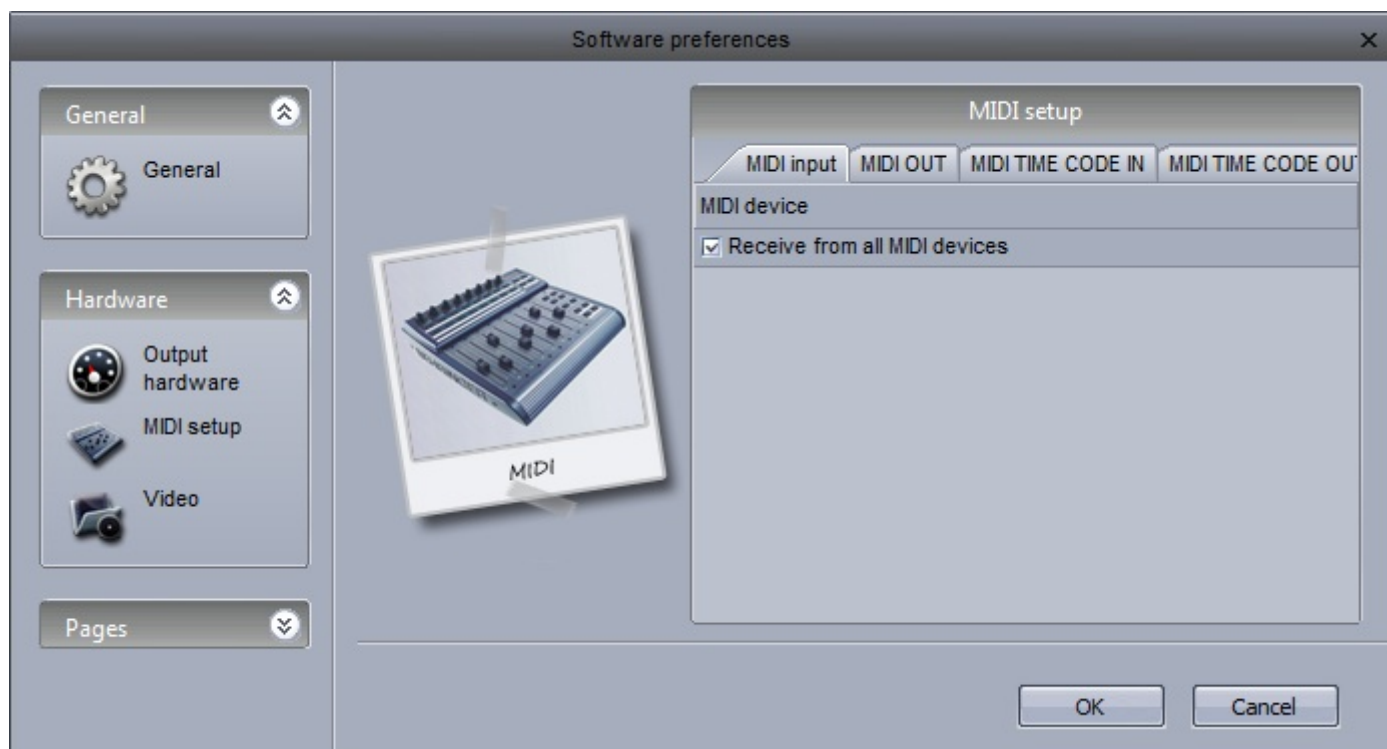 Software preferences
General
General
Hardware
Output
hardware
MIDI setup
Video
Pages
MIDI
MIDI setup
MIDI input
MIDI OUT
MIDI TIME CODE IN
MIDI TIME CODE OU
MIDI device
Receive from all MIDI devices
OK
Cancel